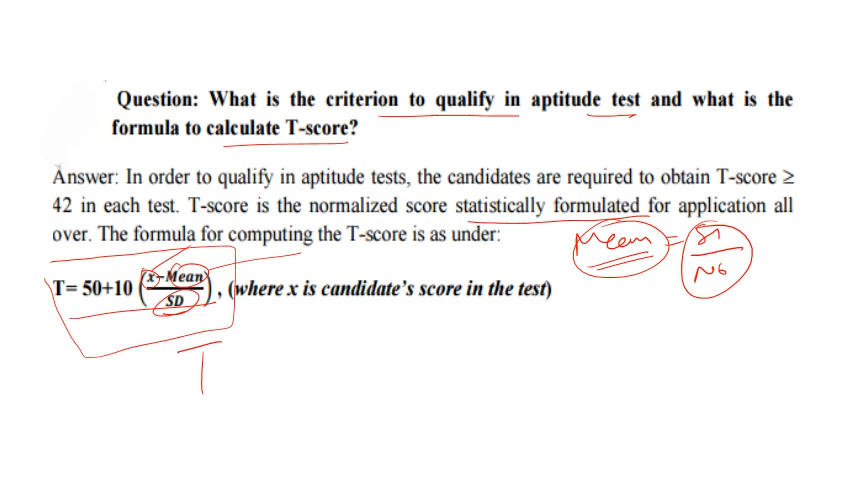 Question: What is the criterion to qualify in aptitude test and what is the
formula to calculate T-score?
Answer: In order to qualify in aptitude tests, the candidates are required to obtain T-score ≥
42 in each test. T-score is the normalized score statistically formulated for application all
over. The formula for computing the T-score is as under:
Mean =
T= 50+10 (x-Mean/SD), (where x is candidate's score in the test)